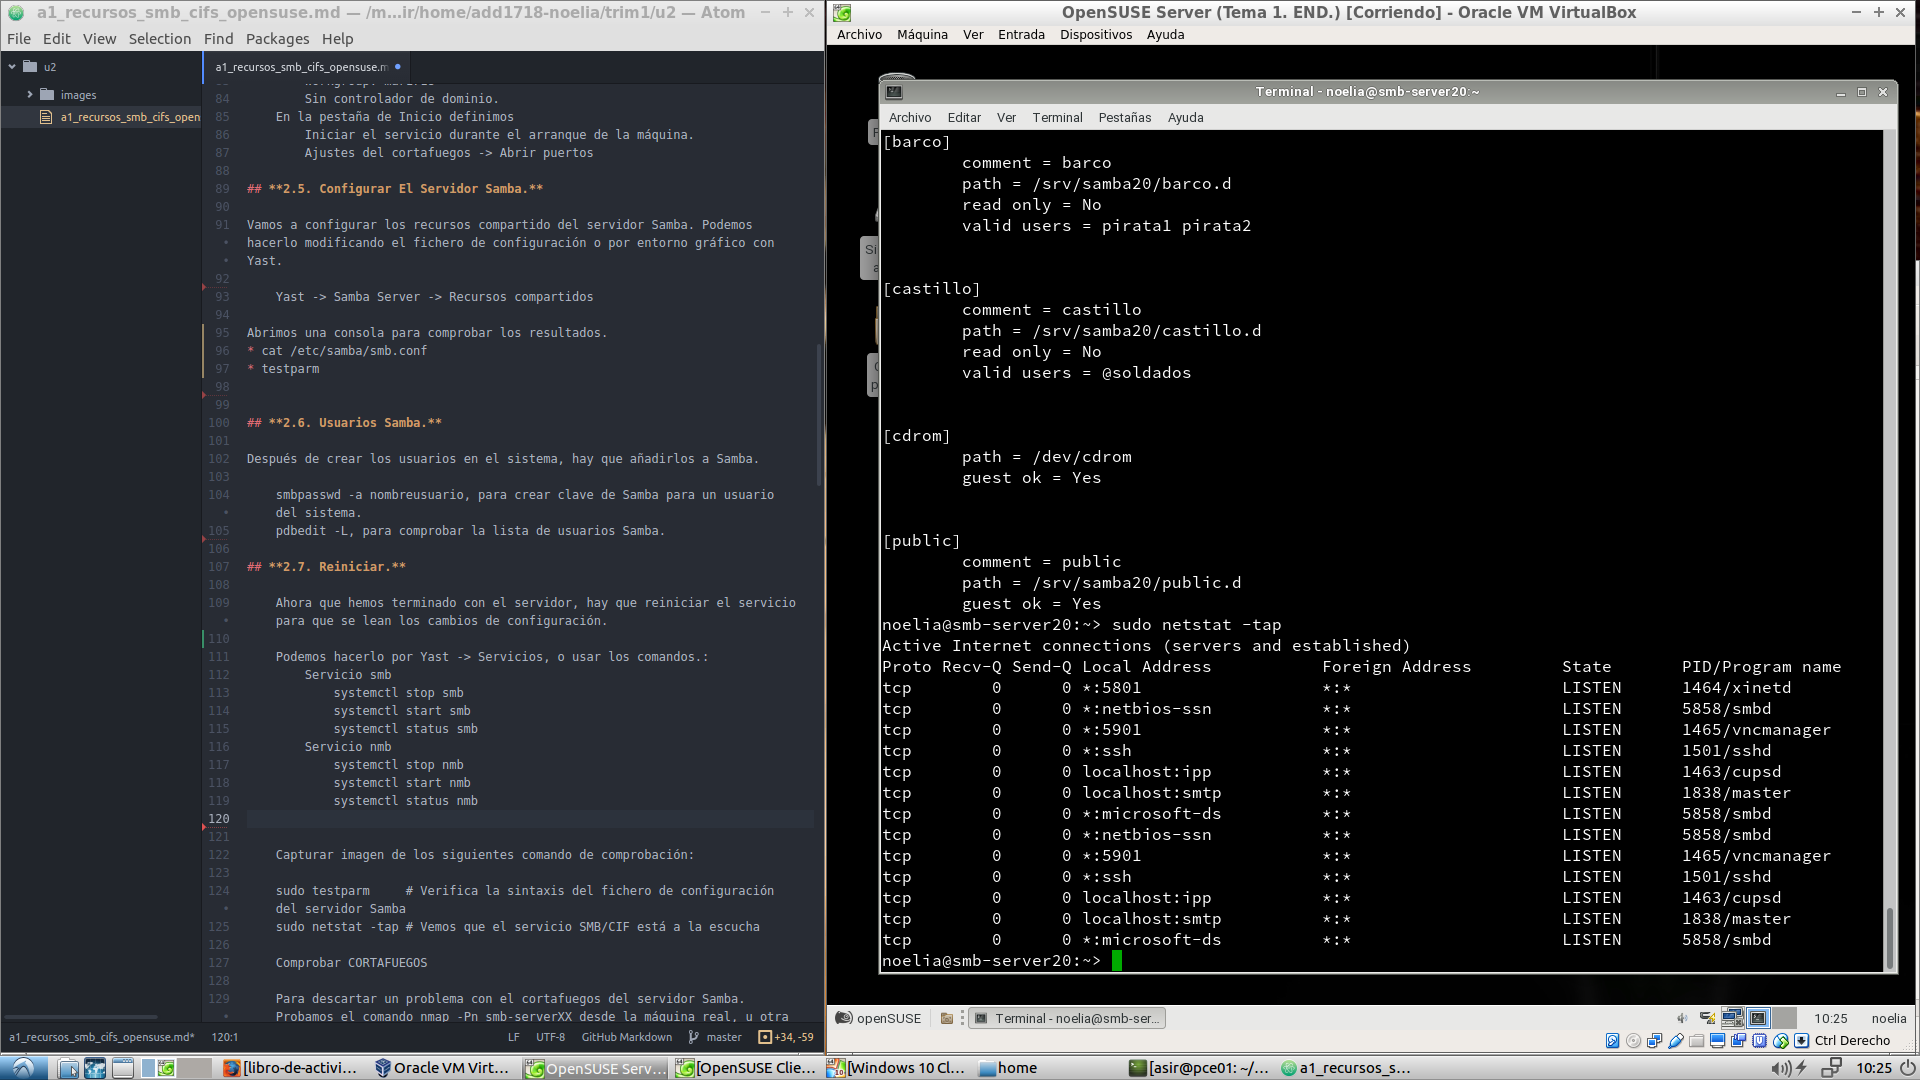 a1_recursos_smb_cifs_opensuse.md — /m...ir/home/add1718-noelia/trim1/u2 — Atom
File Edit View Selection Find Packages Help
u2
images
a1_recursos_smb_cifs_open
a1_recursos_smb_cifs_opensuse.m
84 Sin controlador de dominio.
85 En la pestaña de Inicio definimos
86 Iniciar el servicio durante el arranque de la máquina.
87 Ajustes del cortafuegos -> Abrir puertos
88
89 ## **2.5. Configurar El Servidor Samba.**
90
91 Vamos a configurar los recursos compartido del servidor Samba. Podemos
hacerlo modificando el fichero de configuración o por entorno gráfico con
Yast.
92
93 Yast -> Samba Server -> Recursos compartidos
94
95 Abrimos una consola para comprobar los resultados.
96 * cat /etc/samba/smb.conf
97 * testparm
98
99
100 ## **2.6. Usuarios Samba.**
101
102 Después de crear los usuarios en el sistema, hay que añadirlos a Samba.
103
104 smbpasswd -a nombreusuario, para crear clave de Samba para un usuario
del sistema.
105 pdbedit -L, para comprobar la lista de usuarios Samba.
106
107 ## **2.7. Reiniciar.**
108
109 Ahora que hemos terminado con el servidor, hay que reiniciar el servicio
para que se lean los cambios de configuración.
110
111 Podemos hacerlo por Yast -> Servicios, o usar los comandos.:
112 Servicio smb
113 systemctl stop smb
114 systemctl start smb
115 systemctl status smb
116 Servicio nmb
117 systemctl stop nmb
118 systemctl start nmb
119 systemctl status nmb
120
121
122 Capturar imagen de los siguientes comando de comprobación:
123
124 sudo testparm # Verifica la sintaxis del fichero de configuración
del servidor Samba
125 sudo netstat -tap # Vemos que el servicio SMB/CIF está a la escucha
126
127 Comprobar CORTAFUEGOS
128
129 Para descartar un problema con el cortafuegos del servidor Samba.
Probamos el comando nmap -Pn smb-serverXX desde la máquina real, u otra
a1_recursos_smb_cifs_opensuse.md* 120:1 LF UTF-8 GitHub Markdown master +34, -59
OpenSUSE Server (Tema 1. END.) [Corriendo] - Oracle VM VirtualBox
Archivo Máquina Ver Entrada Dispositivos Ayuda
Terminal - noelia@smb-server20:~
Archivo Editar Ver Terminal Pestañas Ayuda
[barco]
comment = barco
path = /srv/samba20/barco.d
read only = No
valid users = pirata1 pirata2
[castillo]
comment = castillo
path = /srv/samba20/castillo.d
read only = No
valid users = @soldados
[cdrom]
path = /dev/cdrom
guest ok = Yes
[public]
comment = public
path = /srv/samba20/public.d
guest ok = Yes
noelia@smb-server20:~> sudo netstat -tap
Active Internet connections (servers and established)
Proto Recv-Q Send-Q Local Address Foreign Address State PID/Program name
tcp 0 0 *:5801 *:* LISTEN 1464/xinetd
tcp 0 0 *:netbios-ssn *:* LISTEN 5858/smbd
tcp 0 0 *:5901 *:* LISTEN 1465/vncmanager
tcp 0 0 *:ssh *:* LISTEN 1501/sshd
tcp 0 0 localhost:ipp *:* LISTEN 1463/cupsd
tcp 0 0 localhost:smtp *:* LISTEN 1838/master
tcp 0 0 *:microsoft-ds *:* LISTEN 5858/smbd
tcp 0 0 *:netbios-ssn *:* LISTEN 5858/smbd
tcp 0 0 *:5901 *:* LISTEN 1465/vncmanager
tcp 0 0 *:ssh *:* LISTEN 1501/sshd
tcp 0 0 localhost:ipp *:* LISTEN 1463/cupsd
tcp 0 0 localhost:smtp *:* LISTEN 1838/master
tcp 0 0 *:microsoft-ds *:* LISTEN 5858/smbd
noelia@smb-server20:~>
openSUSE Terminal - noelia@smb-ser... 10:25 noelia
Ctrl Derecho
[libro-de-activi... Oracle VM Virt... OpenSUSE Serv... [OpenSUSE Clie... [Windows 10 Cl... home [asir@pce01: ~/... a1_recursos_s... 10:25